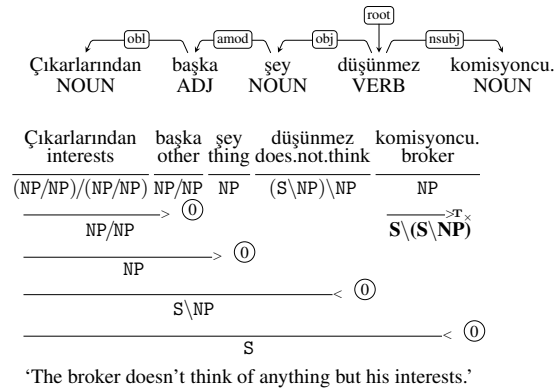 root
obl amod obj nsubj
Çıkarlarından başka şey düşünmez komisyoncu.
NOUN ADJ NOUN VERB NOUN
Çıkarlarından başka şey düşünmez komisyoncu.
interests other thing does.not.think broker
(NP/NP)/(NP/NP) NP/NP NP (S\NP)\NP NP
> 0 >T×
NP/NP S\(S\NP)
> 0
NP
< 0
S\NP
< 0
S
‘The broker doesn’t think of anything but his interests.’